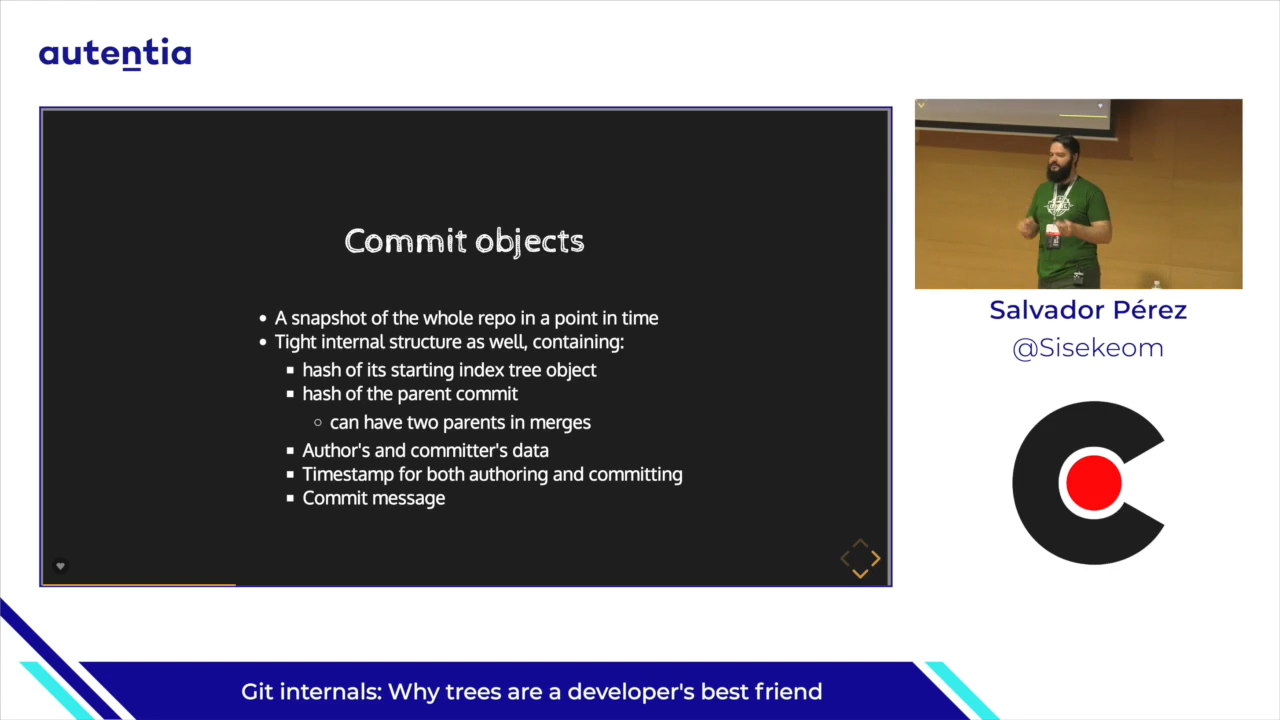 autentia
Commit objects
A snapshot of the whole repo in a point in time
Tight internal structure as well, containing:
hash of its starting index tree object
hash of the parent commit
can have two parents in merges
Author's and committer's data
Timestamp for both authoring and committing
Commit message
Salvador Pérez
@Sisekeom
Git internals: Why trees are a developer's best friend